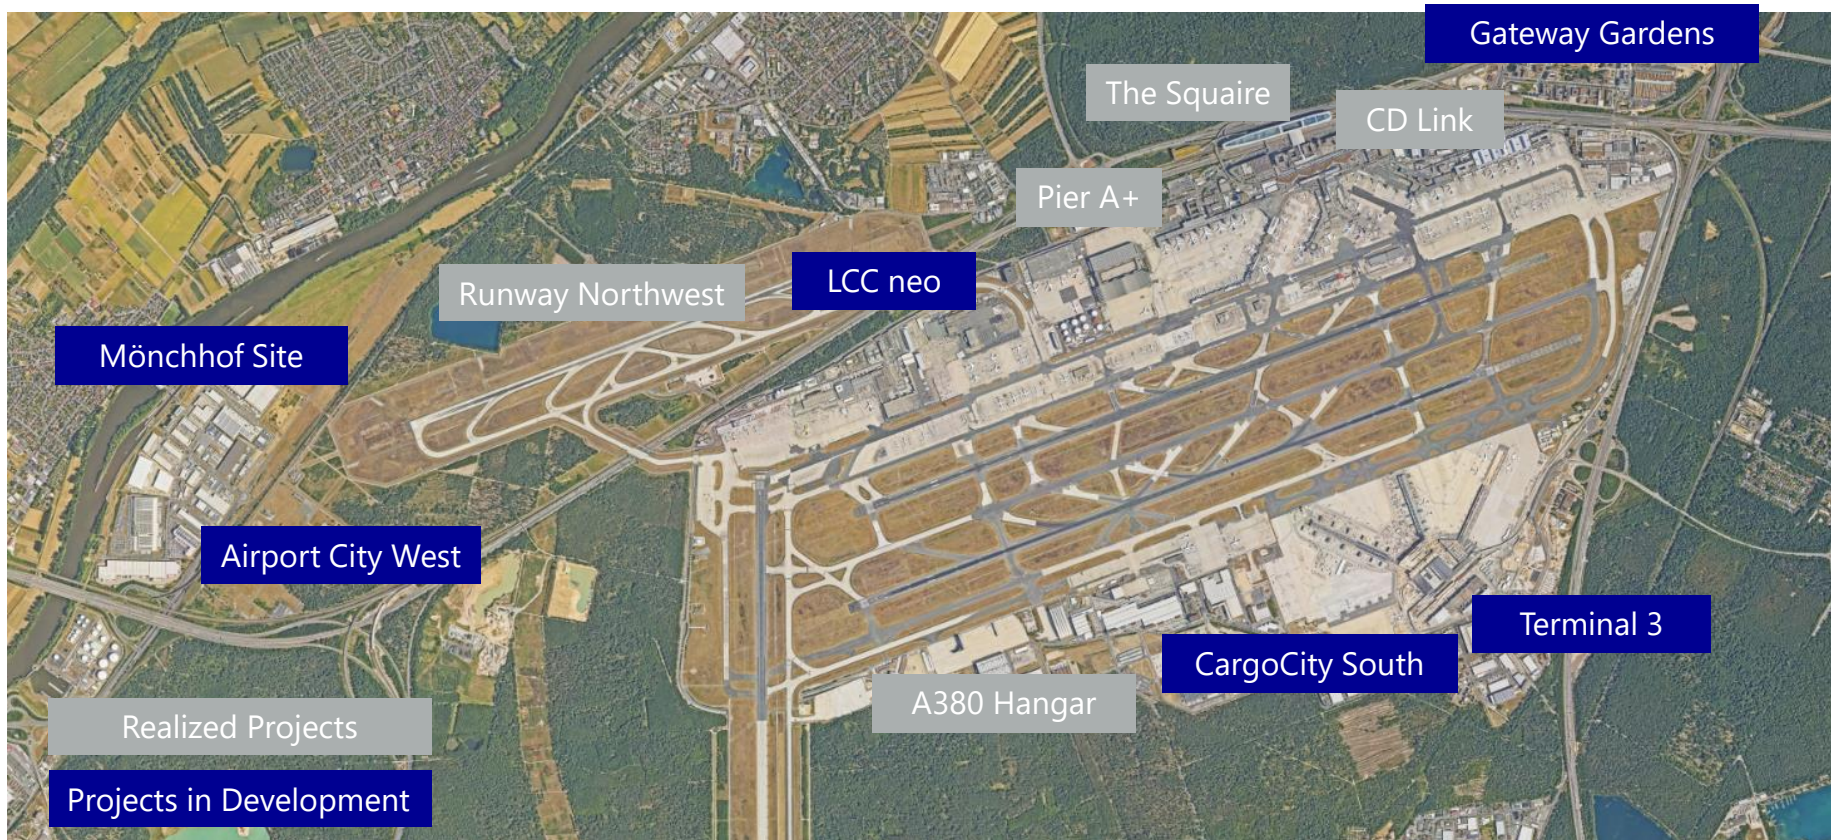 Gateway Gardens
The Squaire
CD Link
Pier A+
LCC neo
Runway Northwest
Mönchhof Site
Airport City West
Terminal 3
CargoCity South
A380 Hangar
Realized Projects
Projects in Development